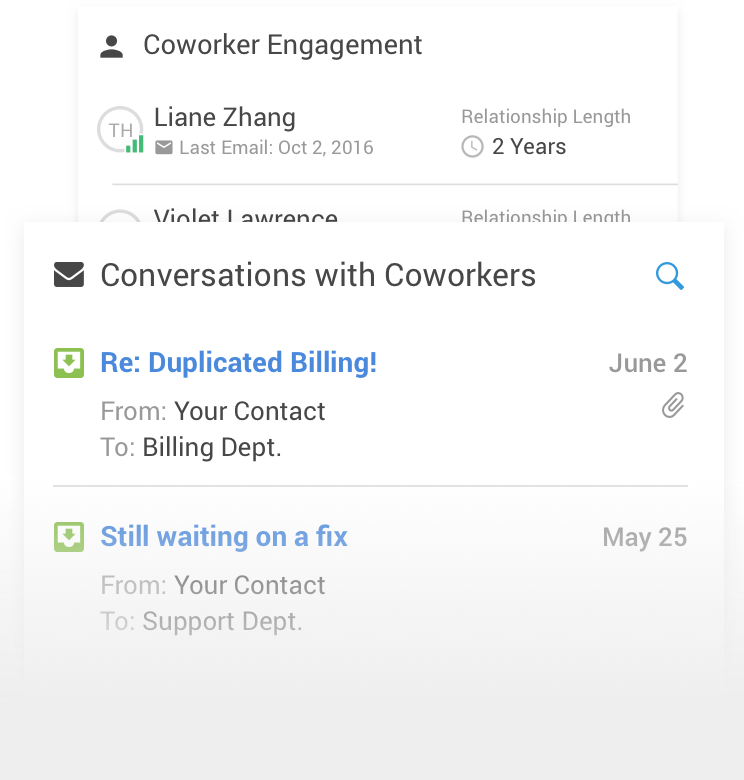 Coworker Engagement
TH
Liane Zhang
Relationship Length
Last Email: Oct 2, 2016
2 Years
Violet Lawrence
Relationship Length
Conversations with Coworkers
Re: Duplicated Billing!
June 2
From: Your Contact
To: Billing Dept.
Still waiting on a fix
May 25
From: Your Contact
To: Support Dept.